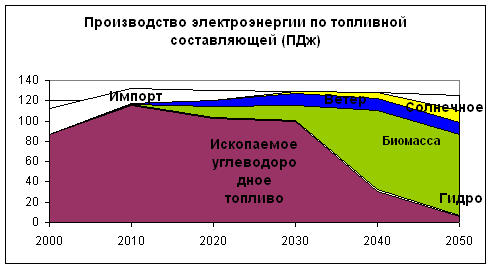 Производство электроэнергии по топливной
составляющей (ПДж)
140
120
100
80
60
40
20
0
Импорт
Ветер
Солнечное
Биомасса
Ископаемое
углеводоро
дное
топливо
Гидро
2000 2010 2020 2030 2040 2050